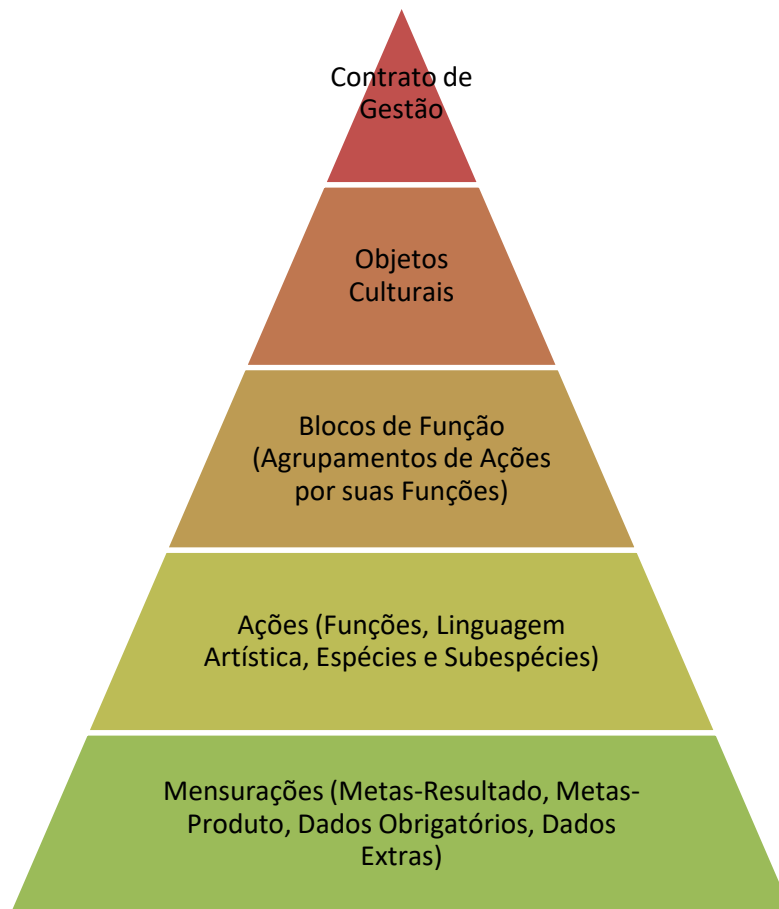 Contrato de
Gestão
Objetos
Culturais
Blocos de Função
(Agrupamentos de Ações
por suas Funções)
Ações (Funções, Linguagem
Artística, Espécies e Subespécies)
Mensurações (Metas-Resultado, Metas-
Produto, Dados Obrigatórios, Dados
Extras)